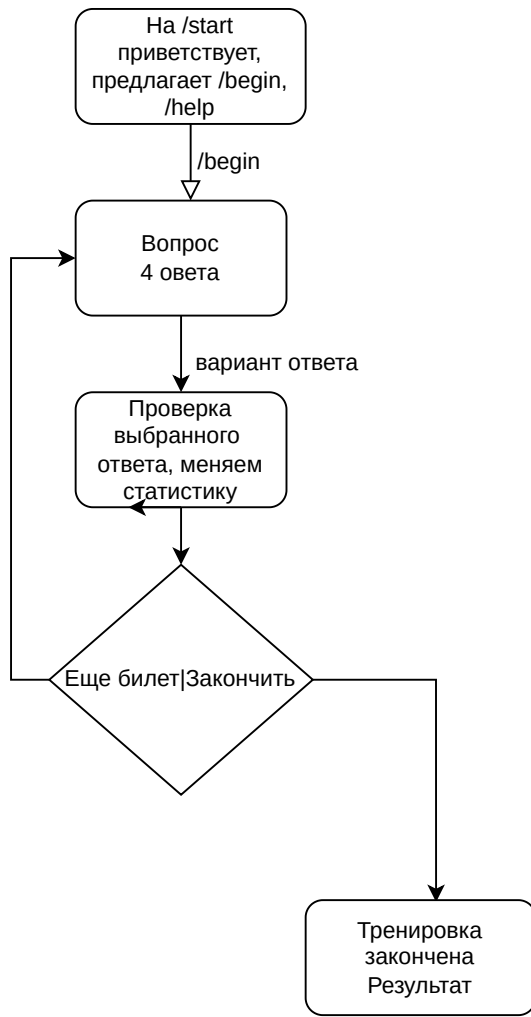 На /start
приветствует,
предлагает /begin,
/help
/begin
Вопрос
4 овета
вариант ответа
Проверка
выбранного
ответа, меняем
статистику
Еще билет|Закончить
Тренировка
закончена
Результат